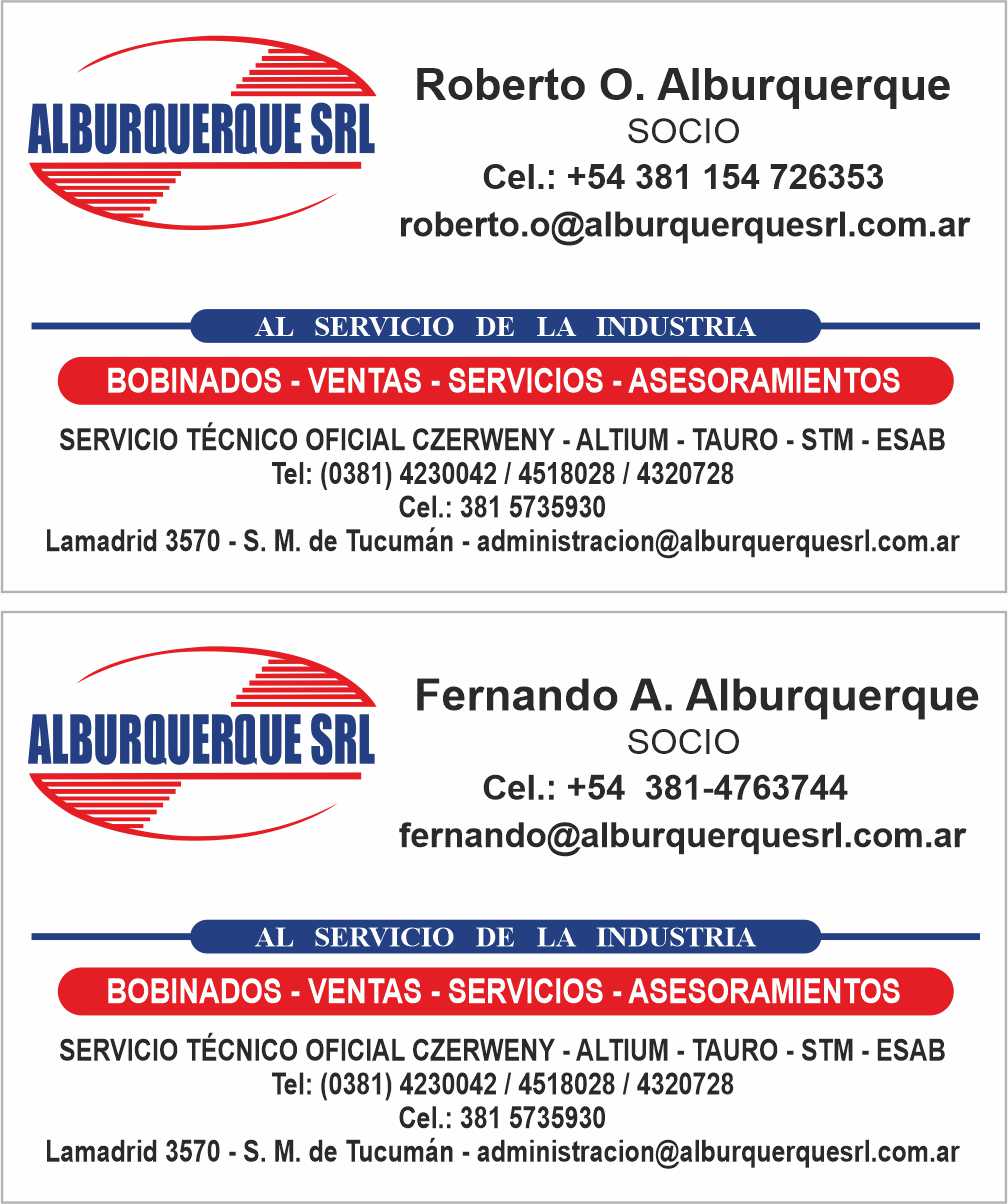 ALBURQUERQUE SRL
Roberto O. Alburquerque
SOCIO
Cel.: +54 381 154 726353
roberto.o@alburquerquesrl.com.ar
AL SERVICIO DE LA INDUSTRIA
BOBINADOS - VENTAS - SERVICIOS - ASESORAMIENTOS
SERVICIO TÉCNICO OFICIAL CZERWENY - ALTIUM - TAURO - STM - ESAB
Tel: (0381) 4230042 / 4518028 / 4320728
Cel.: 381 5735930
Lamadrid 3570 - S. M. de Tucumán - administracion@alburquerquesrl.com.ar
ALBURQUERQUE SRL
Fernando A. Alburquerque
SOCIO
Cel.: +54  381-4763744
fernando@alburquerquesrl.com.ar
AL SERVICIO DE LA INDUSTRIA
BOBINADOS - VENTAS - SERVICIOS - ASESORAMIENTOS
SERVICIO TÉCNICO OFICIAL CZERWENY - ALTIUM - TAURO - STM - ESAB
Tel: (0381) 4230042 / 4518028 / 4320728
Cel.: 381 5735930
Lamadrid 3570 - S. M. de Tucumán - administracion@alburquerquesrl.com.ar